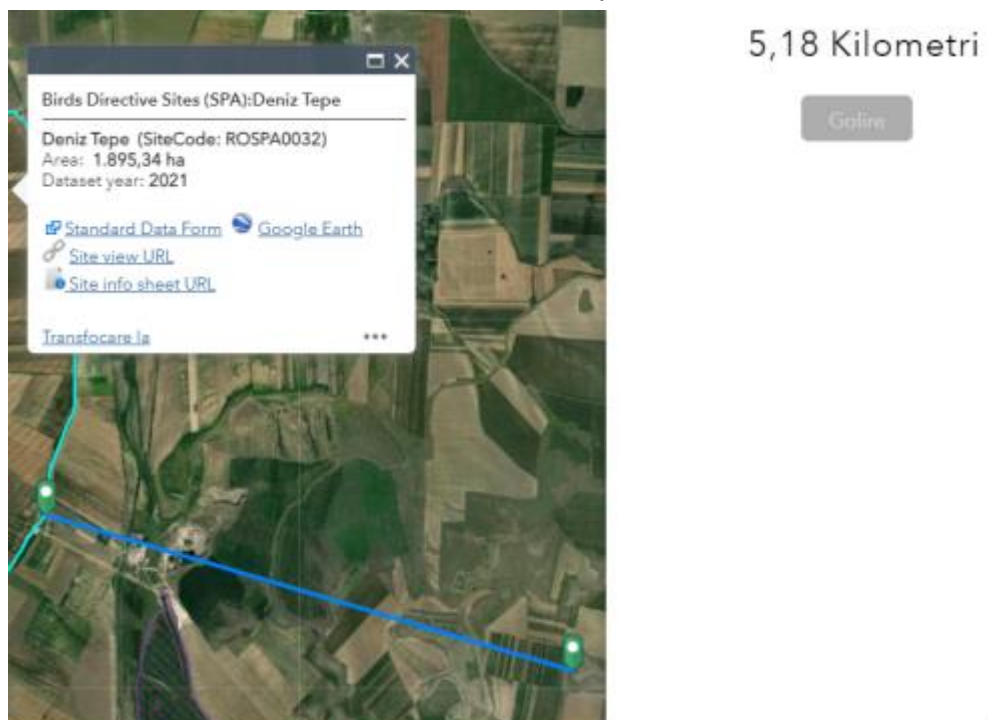 Birds Directive Sites (SPA):Deniz Tepe
Deniz Tepe (SiteCode: ROSPA0032)
Area: 1.895,34 ha
Dataset year: 2021
Standard Data Form Google Earth
Site view URL
Site info sheet URL
Transfocare la
5,18 Kilometri
Golire